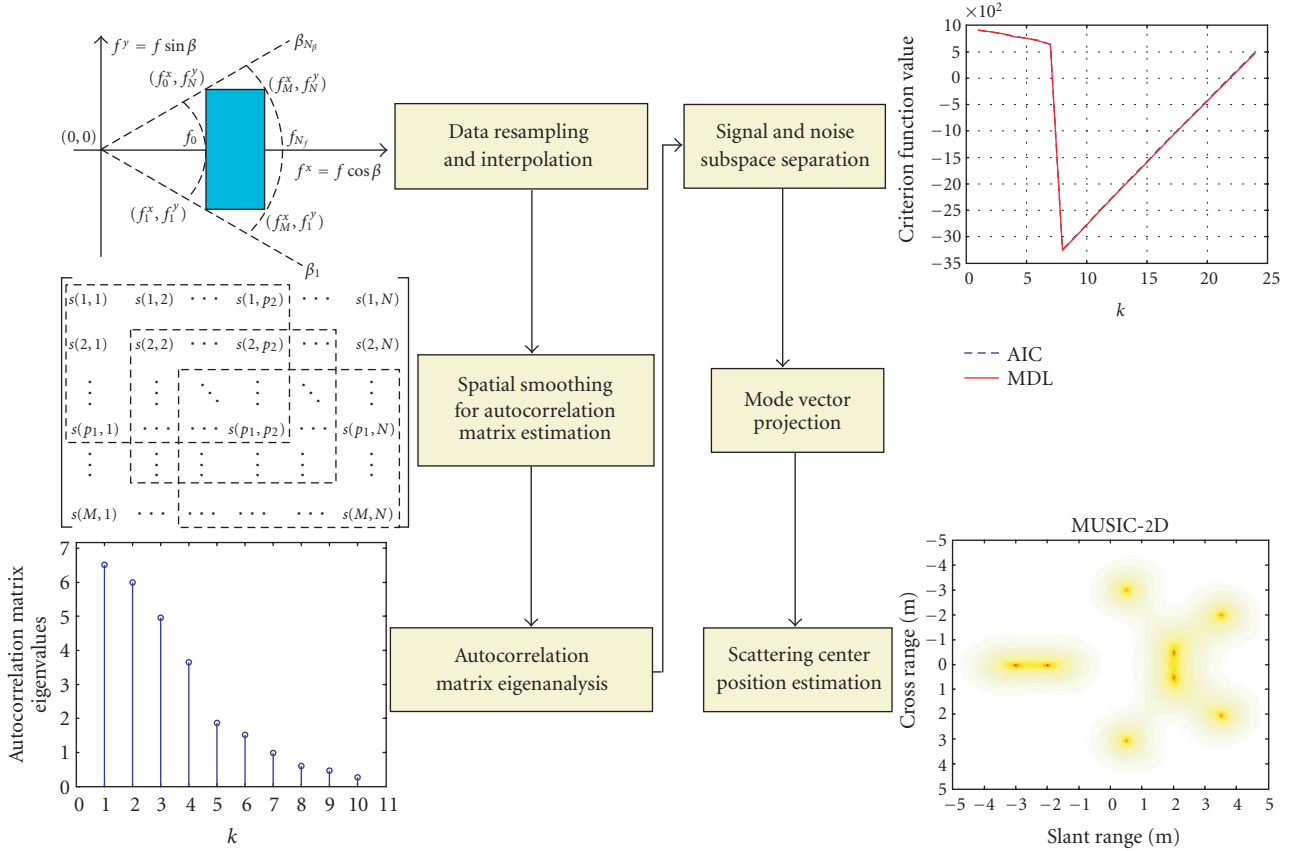 f^y = f sin β
β_{N_β}
(f_0^x, f_N^y)
(f_M^x, f_N^y)
(0, 0)
f_0
f_{N_f}
f^x = f cos β
(f_1^x, f_1^y)
(f_M^x, f_1^y)
β_1
s(1, 1) s(1, 2) · · · s(1, p_2) · · · s(1, N)
s(2, 1) s(2, 2) · · · s(2, p_2) · · · s(2, N)
s(p_1, 1) · · · s(p_1, p_2) · · · s(p_1, N)
s(M, 1) · · · · · · · · · · · · s(M, N)
Autocorrelation matrix
eigenvalues
7
6
5
4
3
2
1
0
0 1 2 3 4 5 6 7 8 9 10 11
k
Data resampling
and interpolation
Spatial smoothing
for autocorrelation
matrix estimation
Autocorrelation
matrix eigenanalysis
Signal and noise
subspace separation
Mode vector
projection
Scattering center
position estimation
×10^2
Criterion function value
10
5
0
−5
−10
−15
−20
−25
−30
−35
0 5 10 15 20 25
k
AIC
MDL
MUSIC-2D
Cross range (m)
−5
−4
−3
−2
−1
0
1
2
3
4
5
−5 −4 −3 −2 −1 0 1 2 3 4 5
Slant range (m)